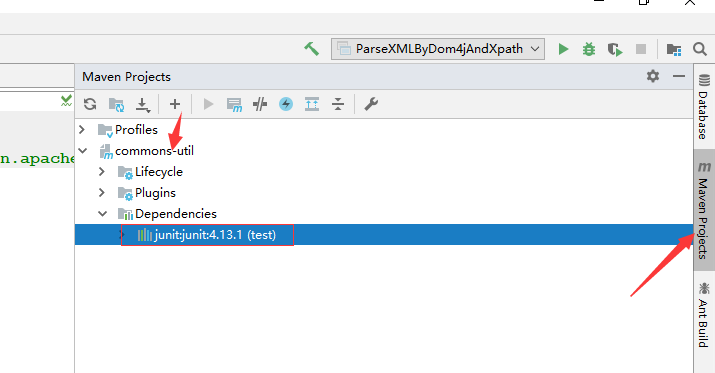 ParseXMLByDom4jAndXpath
Maven Projects
Profiles
n.apache
commons-util
Lifecycle
Plugins
Dependencies
junit:junit:4.13.1 (test)
Database
m Maven Projects
Ant Build